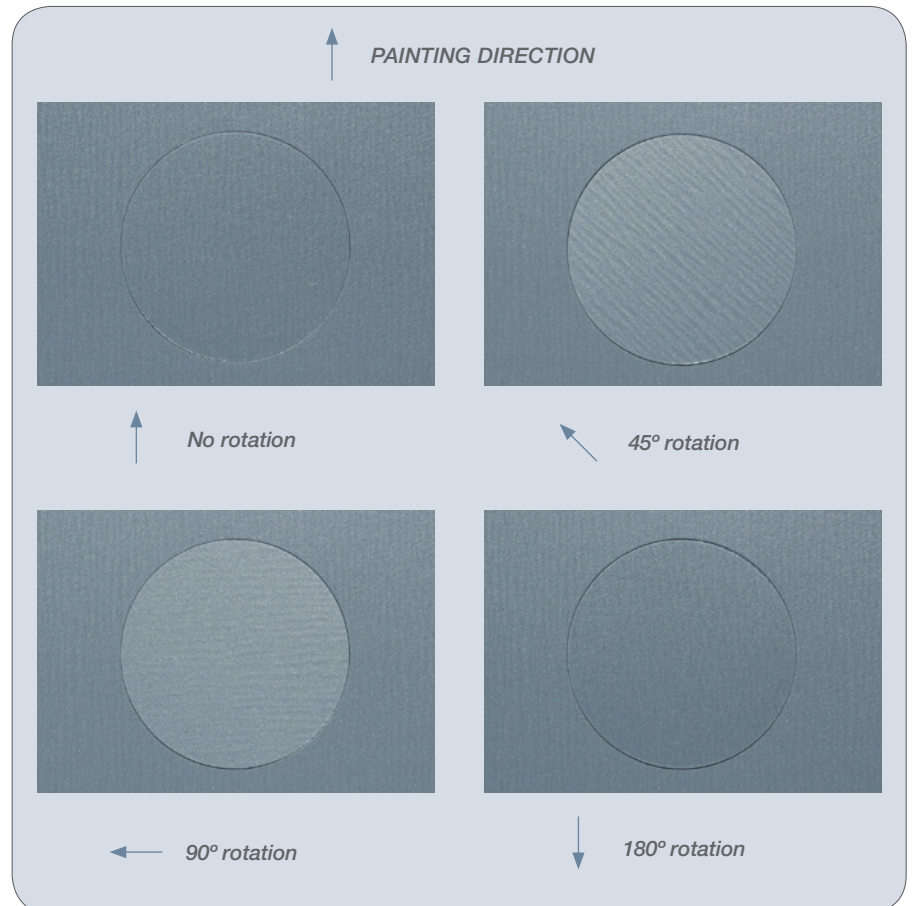 PAINTING DIRECTION
No rotation
45º rotation
90º rotation
180º rotation